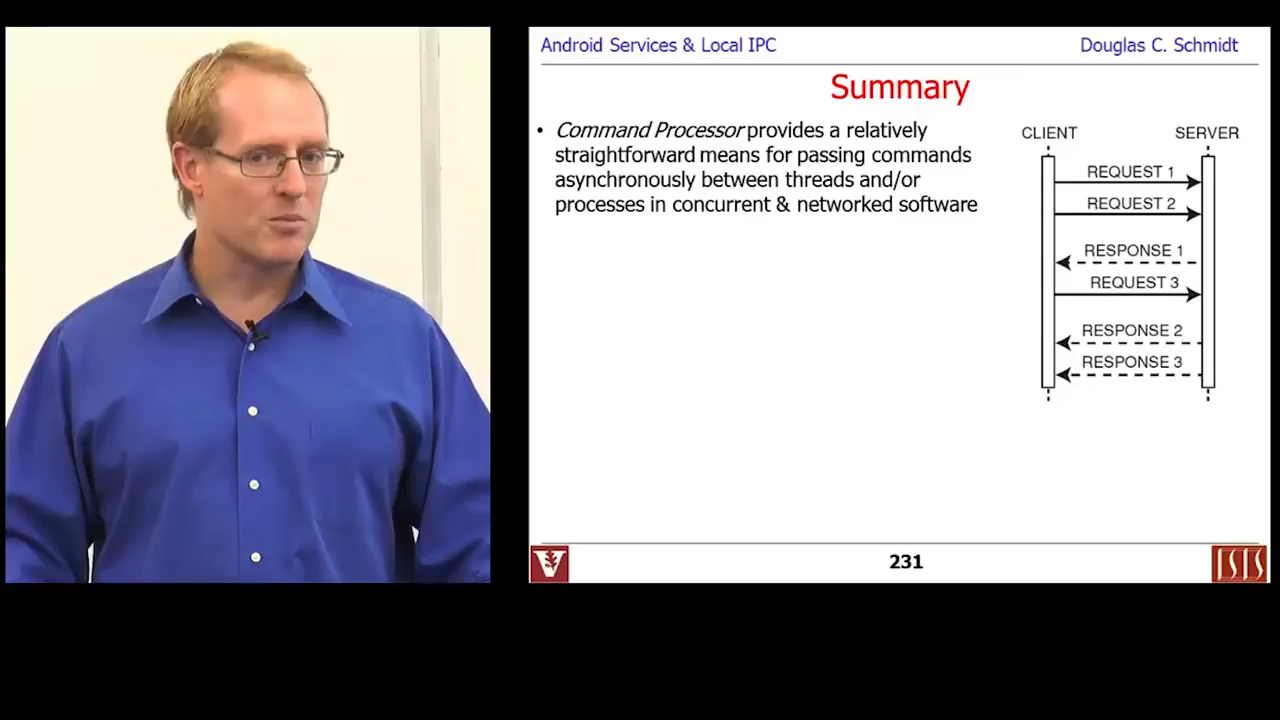 Android Services & Local IPC
Douglas C. Schmidt
Summary
• Command Processor provides a relatively
straightforward means for passing commands
asynchronously between threads and/or
processes in concurrent & networked software
CLIENT
SERVER
REQUEST 1
REQUEST 2
RESPONSE 1
REQUEST 3
RESPONSE 2
RESPONSE 3
V
231
ISIS